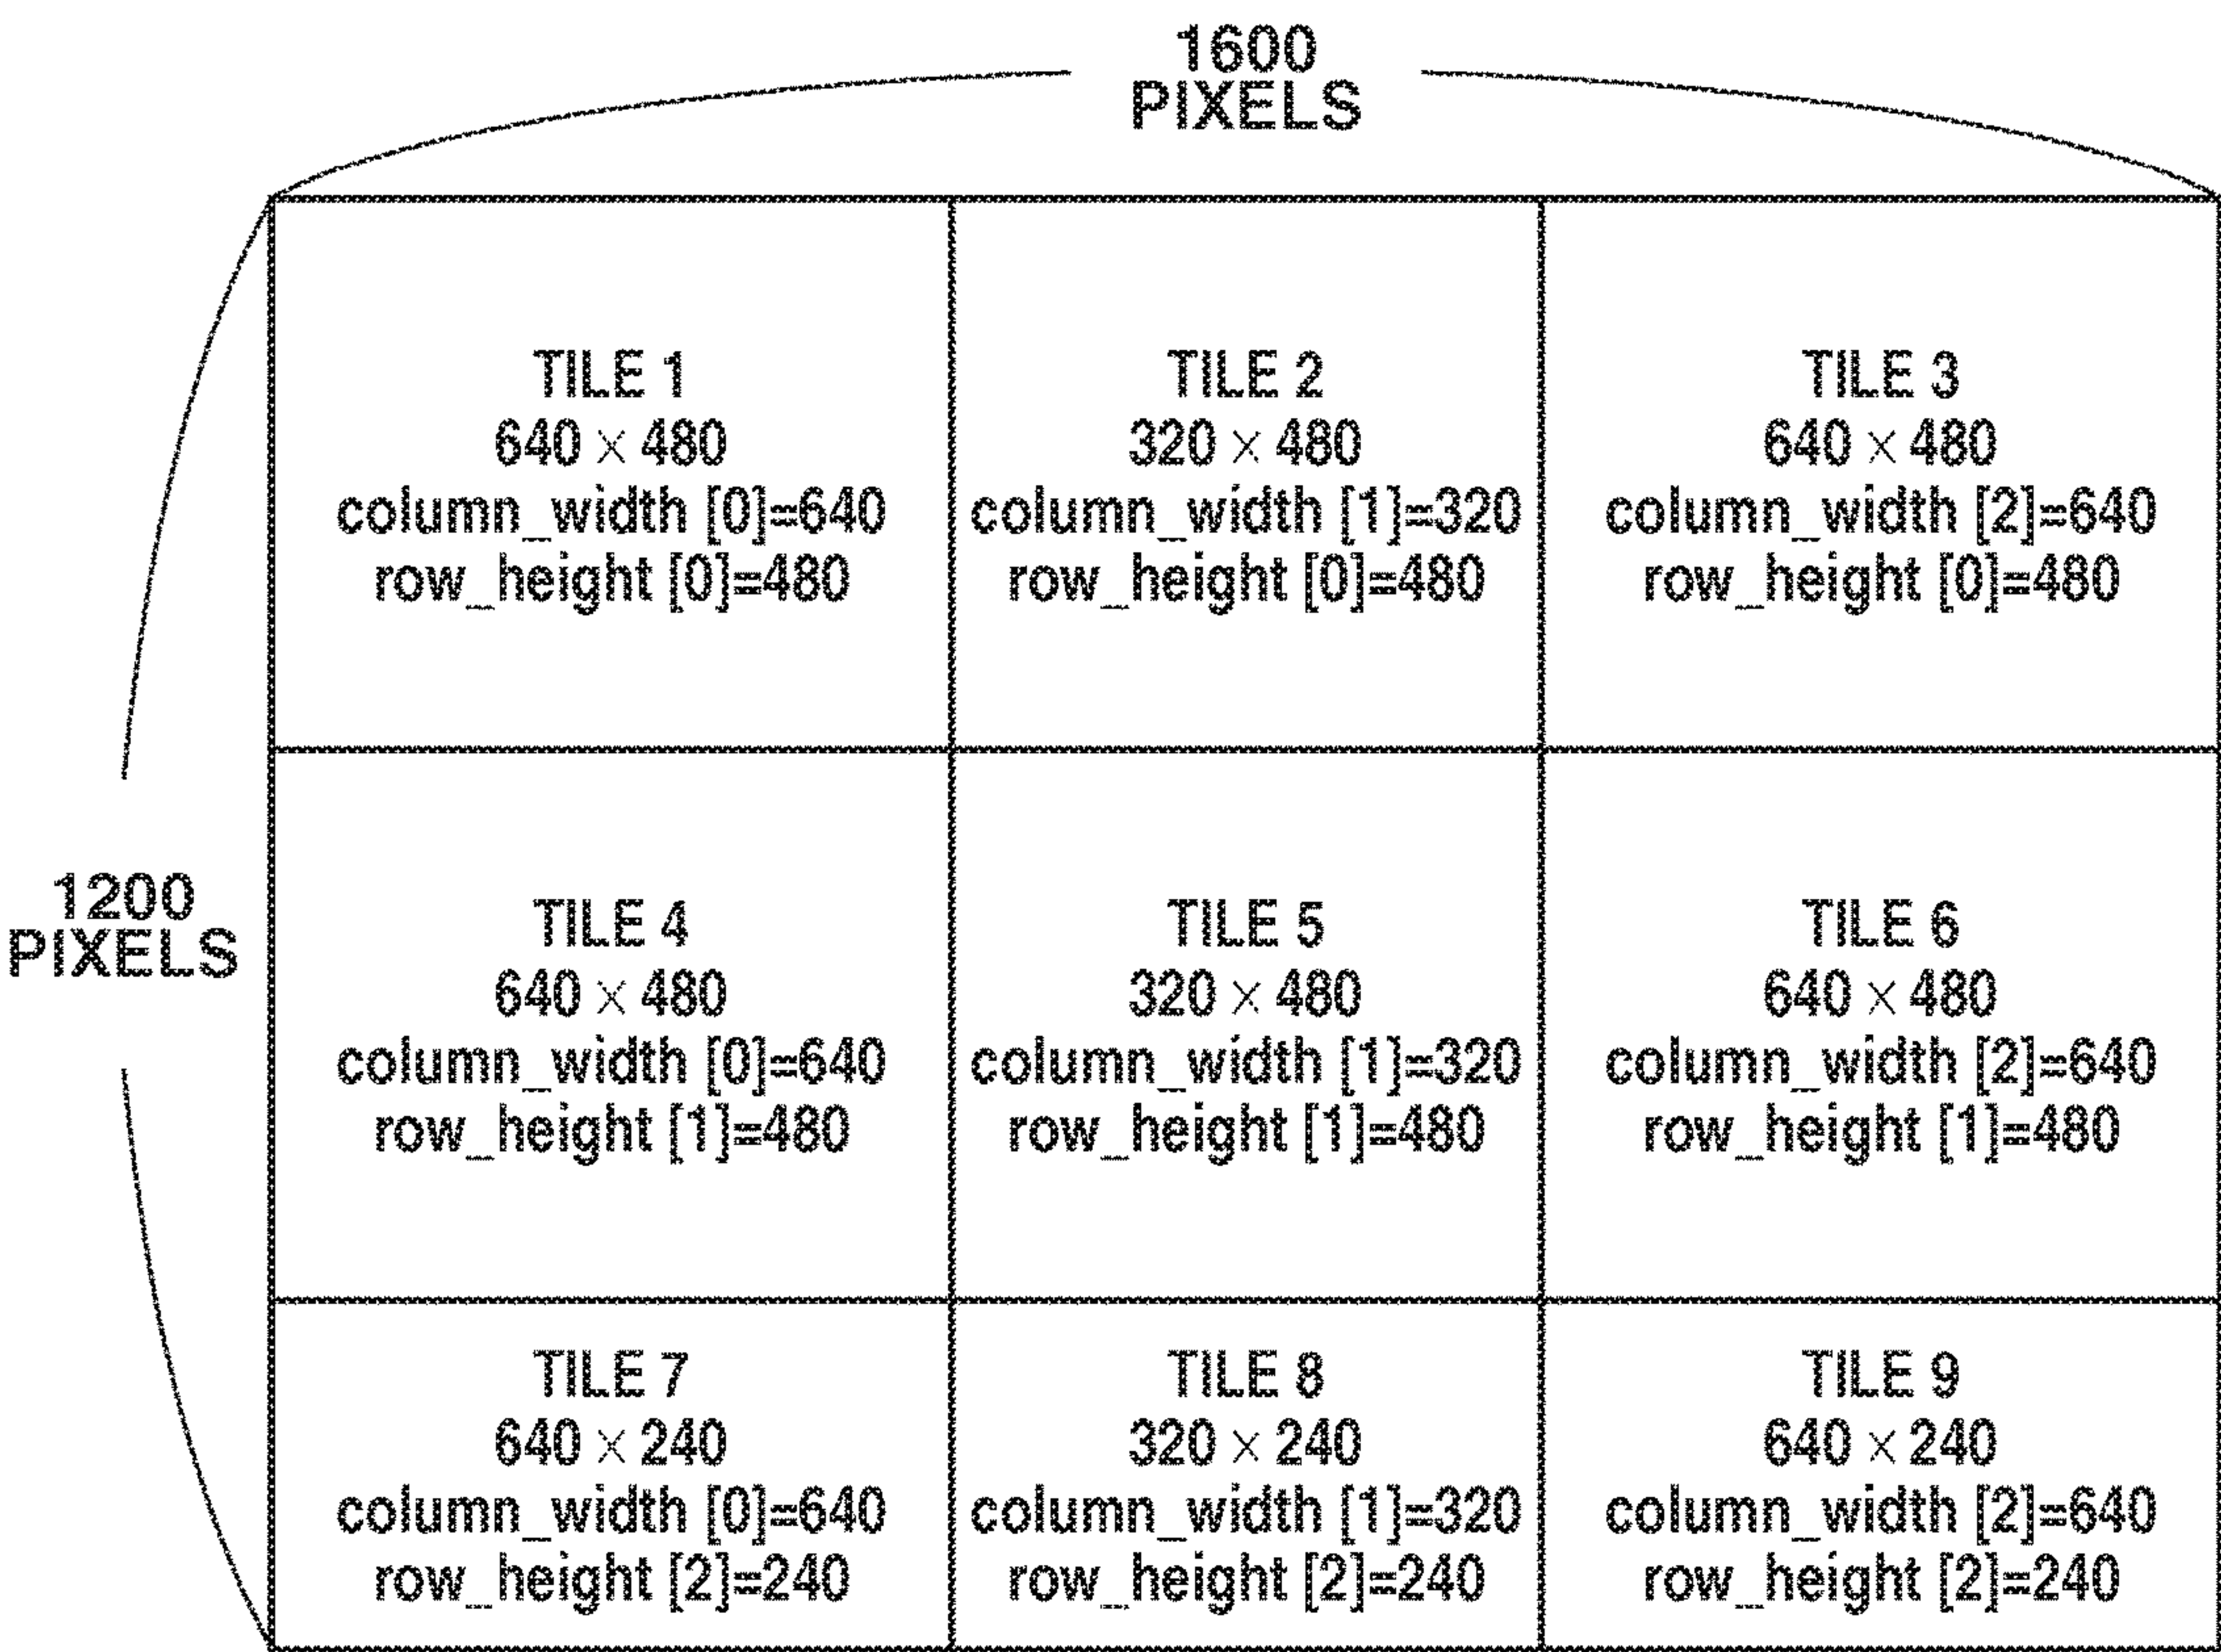 1600
PIXELS
TILE 1
640 × 480
column_width [0]=640
row_height [0]=480
TILE 2
320 × 480
column_width [1]=320
row_height [0]=480
TILE 3
640 × 480
column_width [2]=640
row_height [0]=480
1200
PIXELS
TILE 4
640 × 480
column_width [0]=640
row_height [1]=480
TILE 5
320 × 480
column_width [1]=320
row_height [1]=480
TILE 6
640 × 480
column_width [2]=640
row_height [1]=480
TILE 7
640 × 240
column_width [0]=640
row_height [2]=240
TILE 8
320 × 240
column_width [1]=320
row_height [2]=240
TILE 9
640 × 240
column_width [2]=640
row_height [2]=240